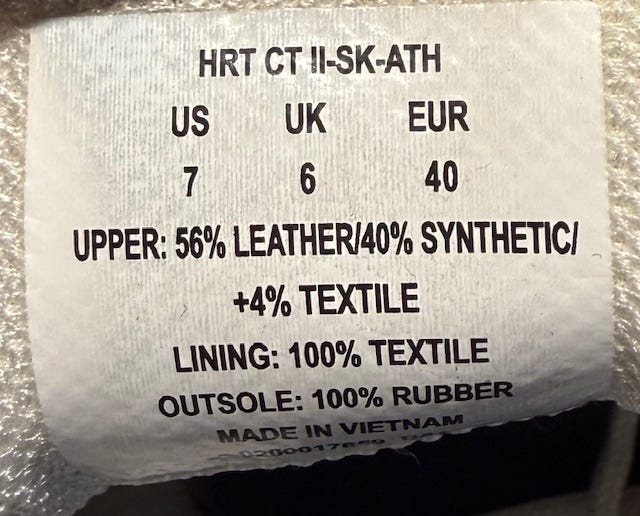 HRT CT II-SK-ATH
US UK EUR
7 6 40
UPPER: 56% LEATHER/40% SYNTHETIC/
+4% TEXTILE
LINING: 100% TEXTILE
OUTSOLE: 100% RUBBER
MADE IN VIETNAM